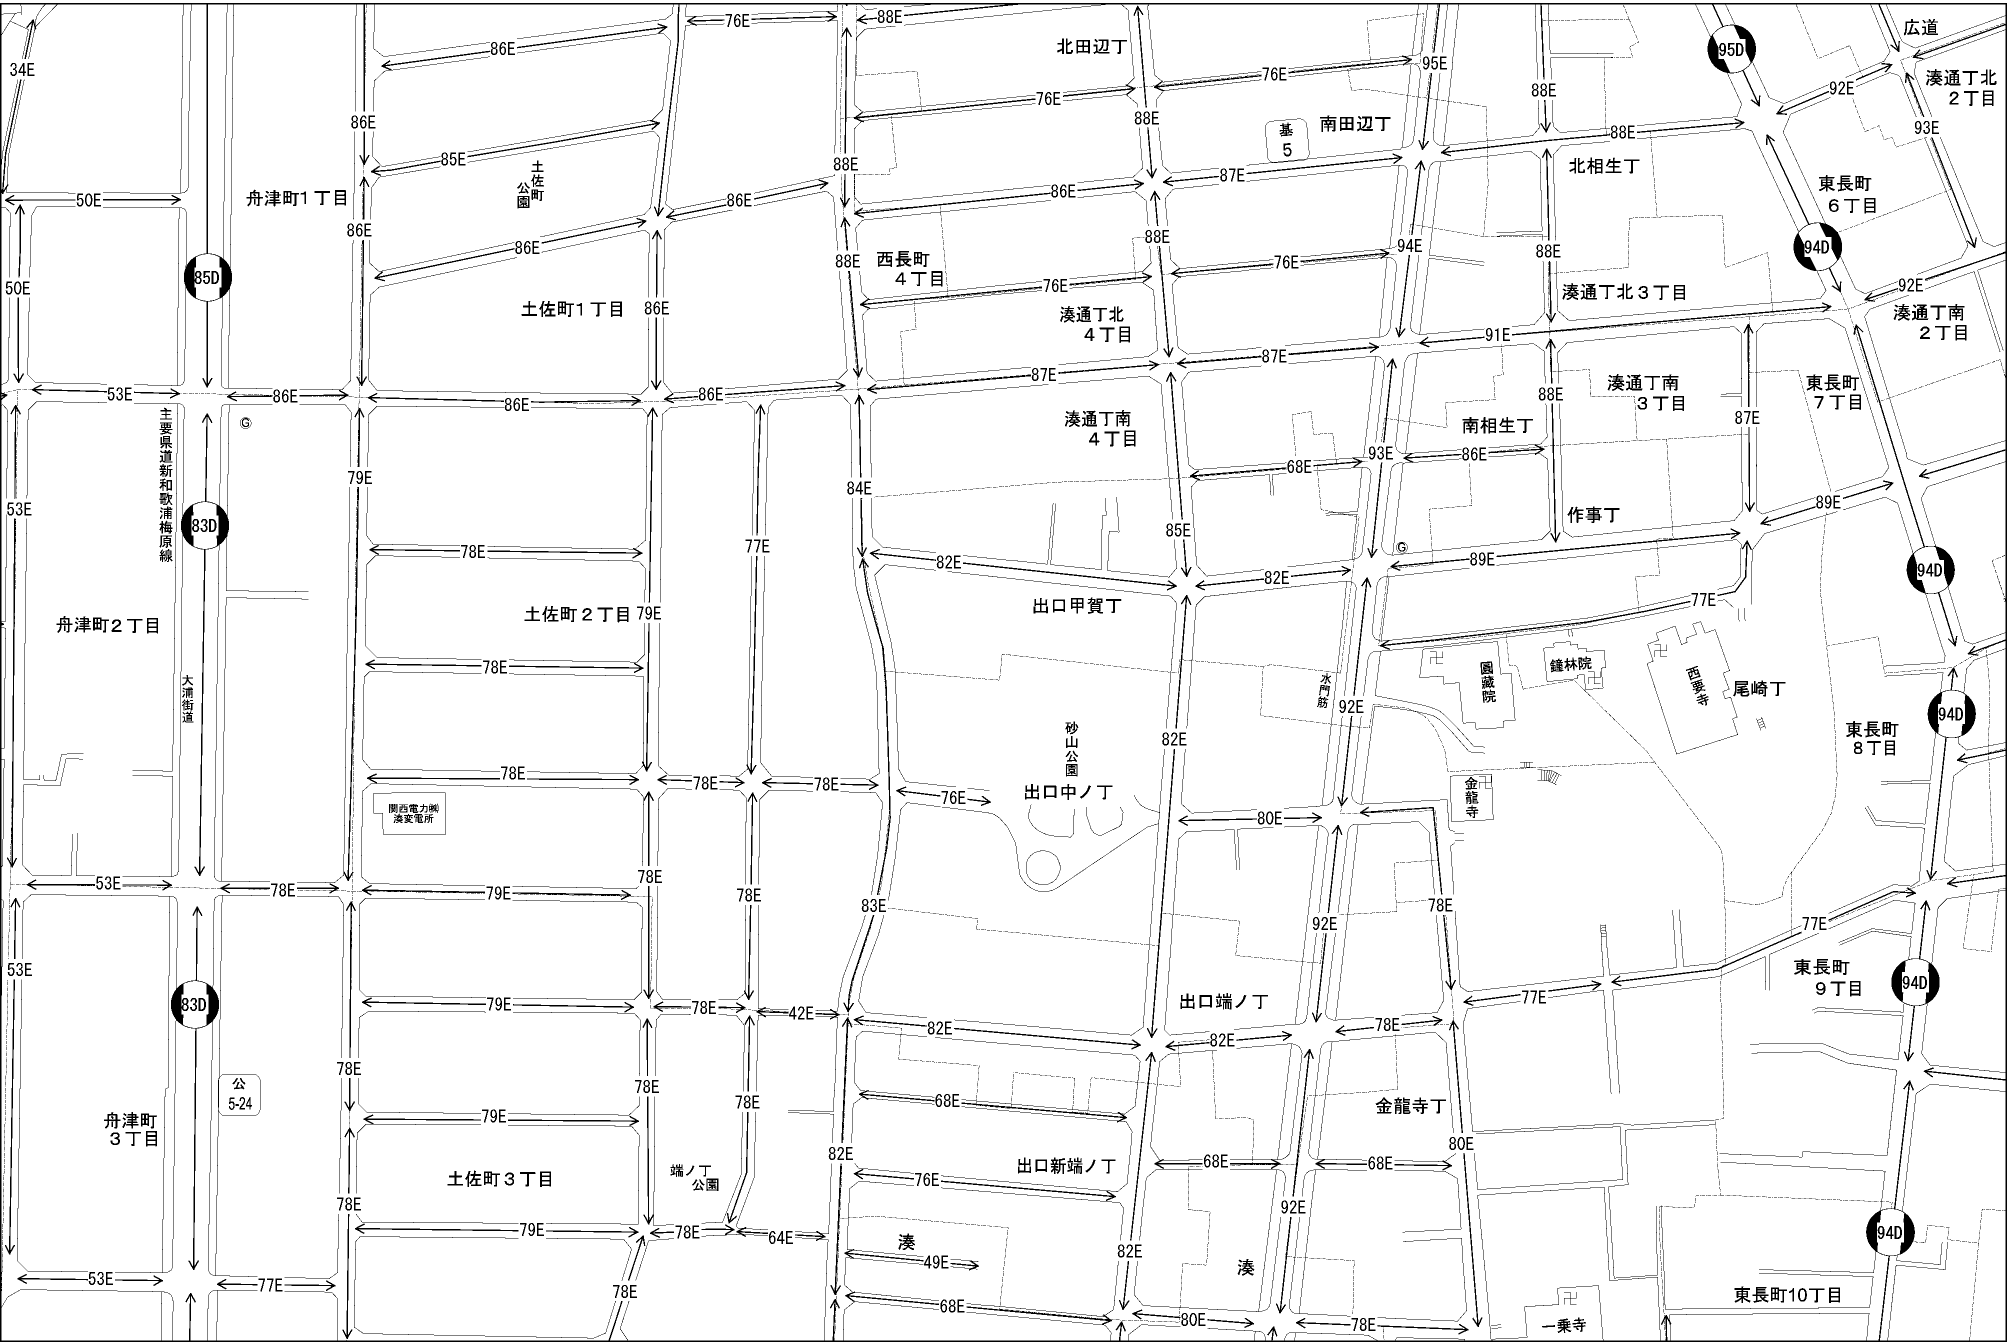 76E
88E
広道
34E
86E
北田辺丁
95E
95D
76E
湊通丁北
2丁目
76E
88E
92E
86E
88E
88E
基
5
南田辺丁
88E
93E
85E
土佐町
公園
88E
87E
北相生丁
東長町
6丁目
50E
舟津町1丁目
86E
86E
86E
86E
88E
94E
88E
94D
西長町
4丁目
88E
76E
85D
50E
土佐町1丁目
86E
76E
湊通丁北
4丁目
湊通丁北3丁目
92E
湊通丁南
2丁目
91E
87E
87E
53E
86E
86E
86E
主要県道新和歌浦梅原線
G
湊通丁南
4丁目
88E
湊通丁南
3丁目
東長町
7丁目
87E
南相生丁
93E
86E
68E
79E
84E
53E
83D
77E
85E
作事丁
89E
78E
82E
82E
G
89E
94D
舟津町2丁目
土佐町2丁目
79E
出口甲賀丁
77E
78E
大浦街道
水門筋
圓蔵院
鐘林院
西要寺
尾崎丁
92E
94D
東長町
8丁目
82E
砂山公園
78E
78E
78E
76E
出口中ノ丁
金龍寺
関西電力㈱
湊変電所
80E
53E
78E
79E
78E
78E
83E
92E
78E
77E
53E
東長町
9丁目
94D
83D
79E
78E
42E
出口端ノ丁
77E
82E
82E
78E
78E
78E
公
5-24
78E
68E
金龍寺丁
舟津町
3丁目
79E
82E
80E
土佐町3丁目
端ノ丁
公園
出口新端ノ丁
68E
68E
76E
78E
92E
79E
78E
64E
湊
82E
94D
49E
湊
53E
77E
78E
68E
80E
78E
一乗寺
東長町10丁目